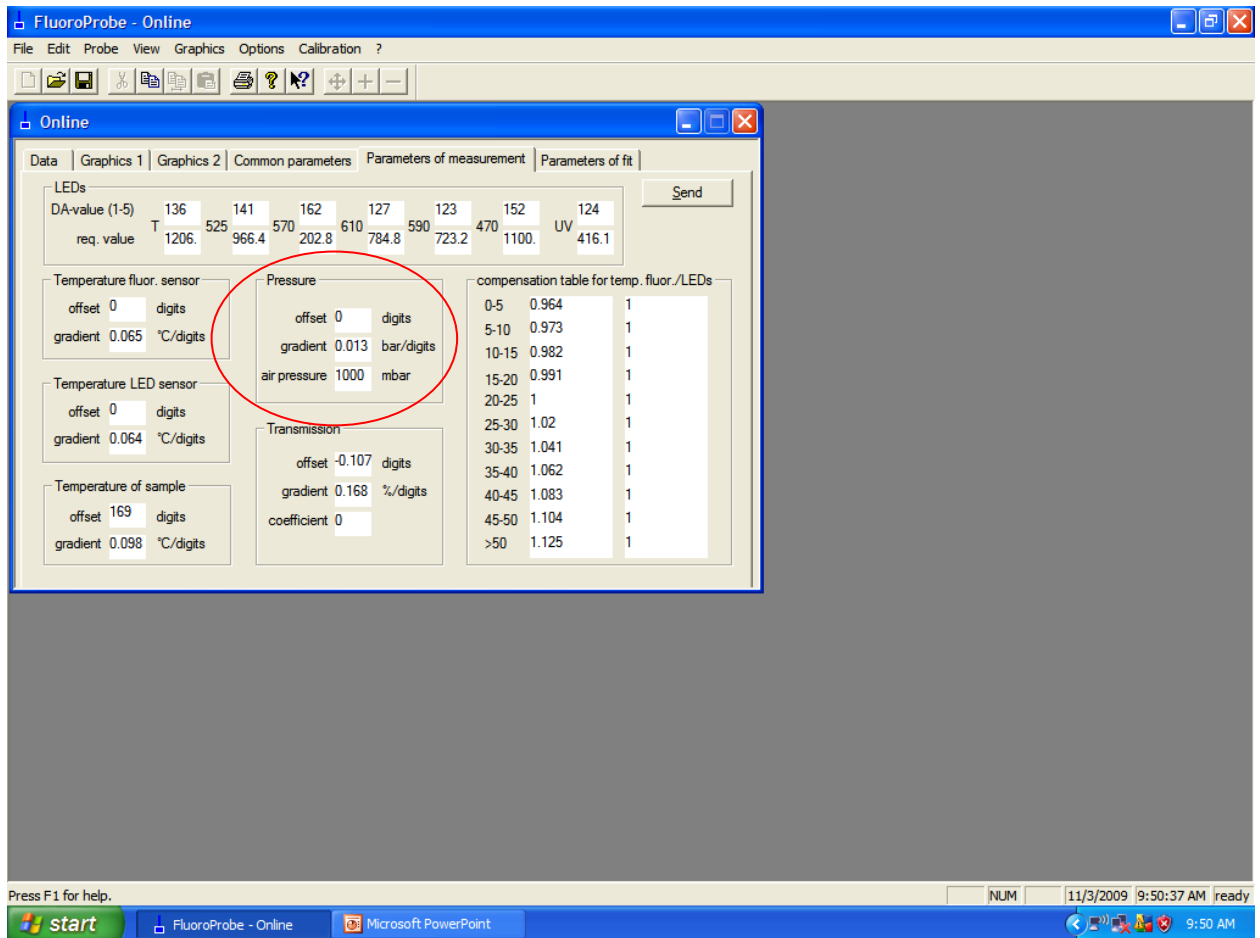 FluoroProbe - Online
File Edit Probe View Graphics Options Calibration ?
Online
Data Graphics 1 Graphics 2 Common parameters Parameters of measurement Parameters of fit
LEDs
DA-value (1-5) 136 141 162 127 123 152 124
T 525 570 610 590 470 UV
req. value 1206. 966.4 202.8 784.8 723.2 1100. 416.1
Send
Temperature fluor. sensor
offset 0 digits
gradient 0.065 °C/digits
Temperature LED sensor
offset 0 digits
gradient 0.064 °C/digits
Temperature of sample
offset 169 digits
gradient 0.098 °C/digits
Pressure
offset 0 digits
gradient 0.013 bar/digits
air pressure 1000 mbar
Transmission
offset -0.107 digits
gradient 0.168 %/digits
coefficient 0
compensation table for temp. fluor./LEDs
0-5 0.964 1
5-10 0.973 1
10-15 0.982 1
15-20 0.991 1
20-25 1 1
25-30 1.02 1
30-35 1.041 1
35-40 1.062 1
40-45 1.083 1
45-50 1.104 1
>50 1.125 1
Press F1 for help.
NUM 11/3/2009 9:50:37 AM ready
start FluoroProbe - Online Microsoft PowerPoint 9:50 AM